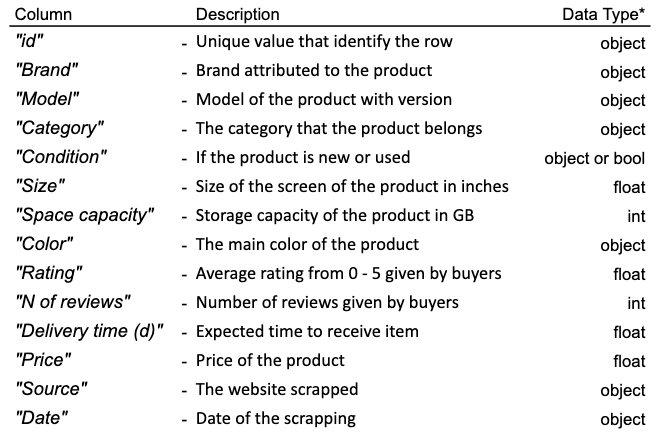 Column Description Data Type*
"id" - Unique value that identify the row object
"Brand" - Brand attributed to the product object
"Model" - Model of the product with version object
"Category" - The category that the product belongs object
"Condition" - If the product is new or used object or bool
"Size" - Size of the screen of the product in inches float
"Space capacity" - Storage capacity of the product in GB int
"Color" - The main color of the product object
"Rating" - Average rating from 0 - 5 given by buyers float
"N of reviews" - Number of reviews given by buyers int
"Delivery time (d)" - Expected time to receive item float
"Price" - Price of the product float
"Source" - The website scrapped object
"Date" - Date of the scrapping object